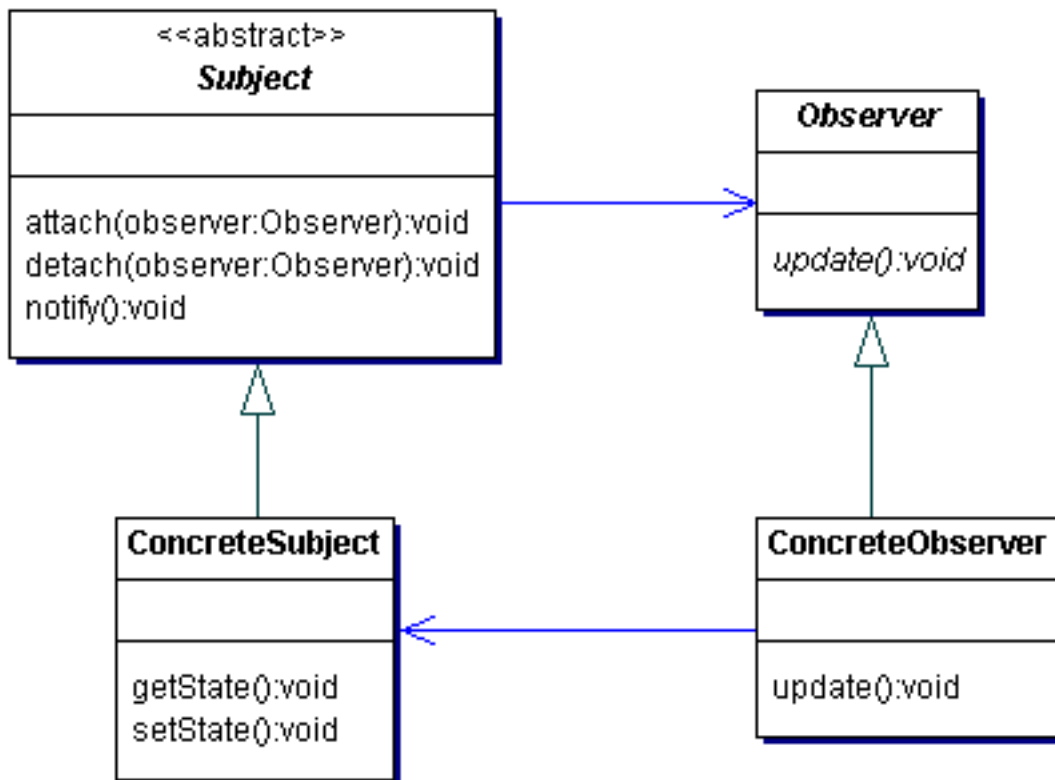 <<abstract>>
Subject
attach(observer:Observer):void
detach(observer:Observer):void
notify():void
Observer
update():void
ConcreteSubject
getState():void
setState():void
ConcreteObserver
update():void